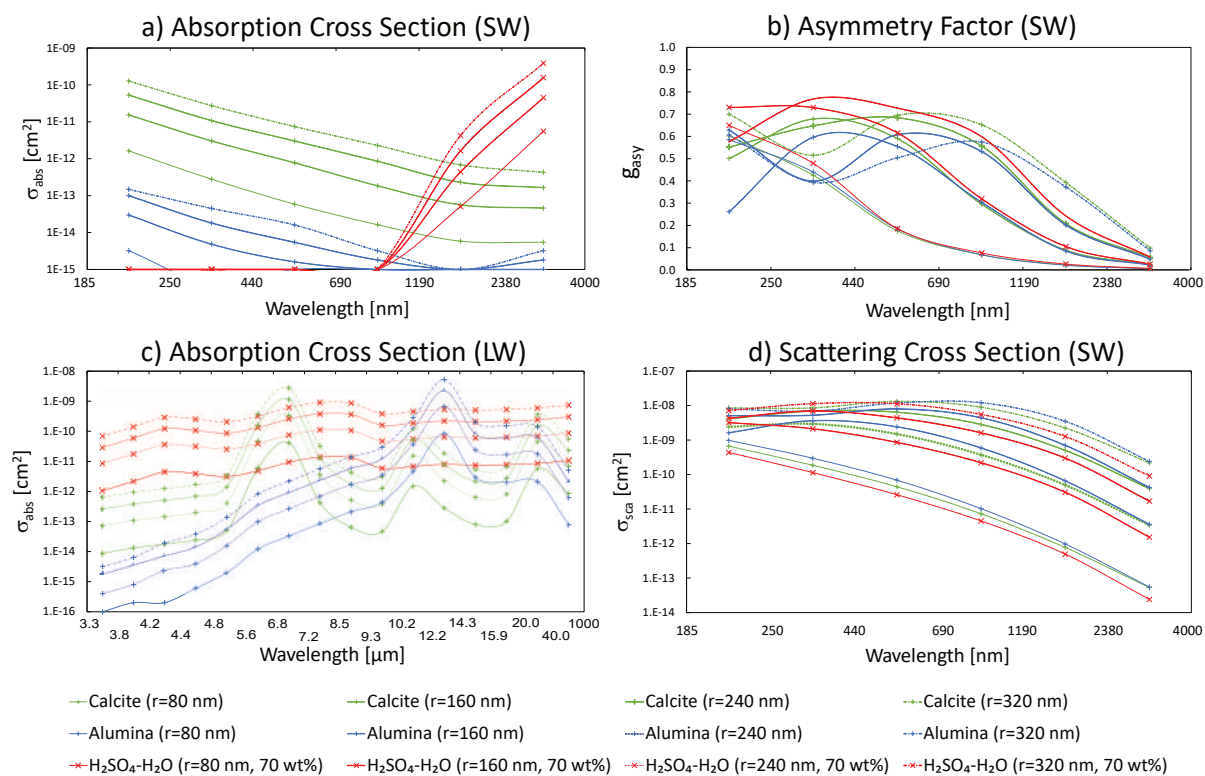 a) Absorption Cross Section (SW)
1.E-09
1.E-10
1.E-11
1.E-12
1.E-13
1.E-14
1.E-15
σabs [cm²]
185 250 440 690 1190 2380 4000
Wavelength [nm]
b) Asymmetry Factor (SW)
1.0
0.9
0.8
0.7
0.6
0.5
0.4
0.3
0.2
0.1
0.0
gasy
185 250 440 690 1190 2380 4000
Wavelength [nm]
c) Absorption Cross Section (LW)
1.E-08
1.E-09
1.E-10
1.E-11
1.E-12
1.E-13
1.E-14
1.E-15
1.E-16
σabs [cm²]
3.3 4.2 4.8 6.8 8.5 10.2 14.3 20.0 1000
3.8 4.4 5.6 7.2 9.3 12.2 15.9 40.0
Wavelength [µm]
d) Scattering Cross Section (SW)
1.E-07
1.E-08
1.E-09
1.E-10
1.E-11
1.E-12
1.E-13
1.E-14
σsca [cm²]
185 250 440 690 1190 2380 4000
Wavelength [nm]
Calcite (r=80 nm) Calcite (r=160 nm) Calcite (r=240 nm) Calcite (r=320 nm)
Alumina (r=80 nm) Alumina (r=160 nm) Alumina (r=240 nm) Alumina (r=320 nm)
H₂SO₄-H₂O (r=80 nm, 70 wt%) H₂SO₄-H₂O (r=160 nm, 70 wt%) H₂SO₄-H₂O (r=240 nm, 70 wt%) H₂SO₄-H₂O (r=320 nm, 70 wt%)